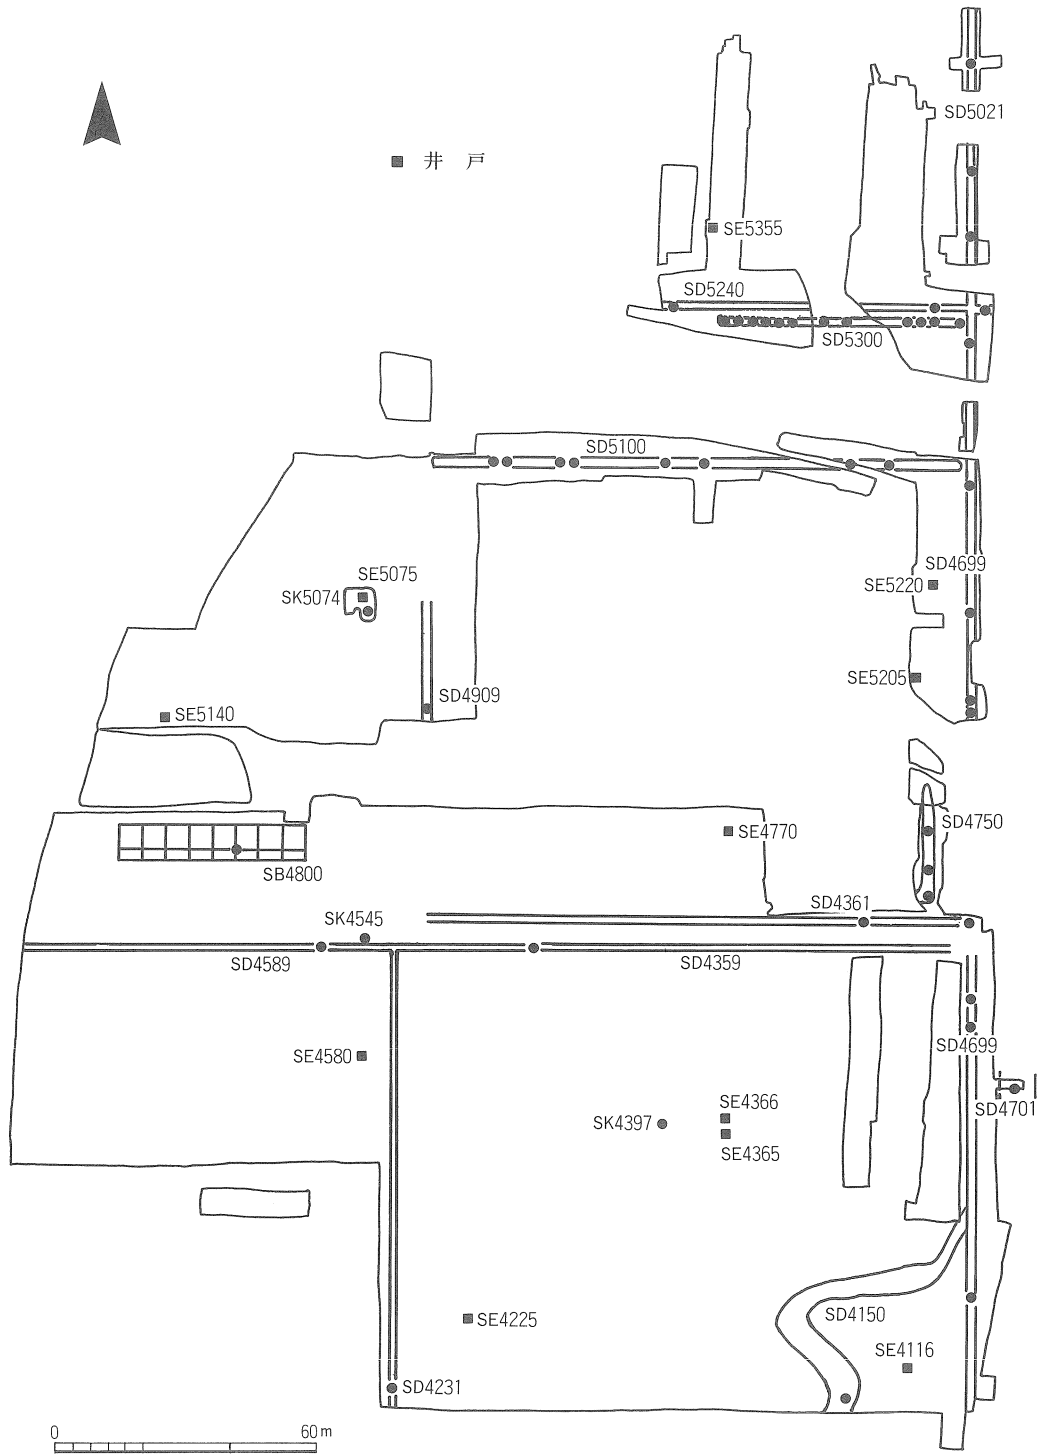 SD5021
■ 井 戸
SE5355
SD5240
SD5300
SD5100
SE5075
SK5074
SD4699
SE5220
SE5205
SD4909
SE5140
SE4770
SD4750
SB4800
SK4545
SD4361
SD4589
SD4359
SE4580
SD4699
SE4366
SD4701
SK4397
SE4365
SD4150
SE4225
SE4116
SD4231
0 60m